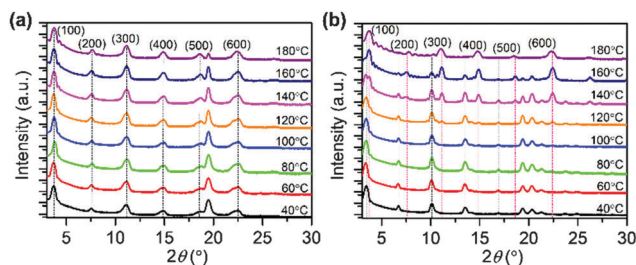 (a)
Intensity (a.u.)
(100)
(200)
(300)
(400)
(500)
(600)
180°C
160°C
140°C
120°C
100°C
80°C
60°C
40°C
5 10 15 20 25 30
2θ (°)
(b)
Intensity (a.u.)
(100)
(200)
(300)
(400)
(500)
(600)
180°C
160°C
140°C
120°C
100°C
80°C
60°C
40°C
5 10 15 20 25 30
2θ (°)